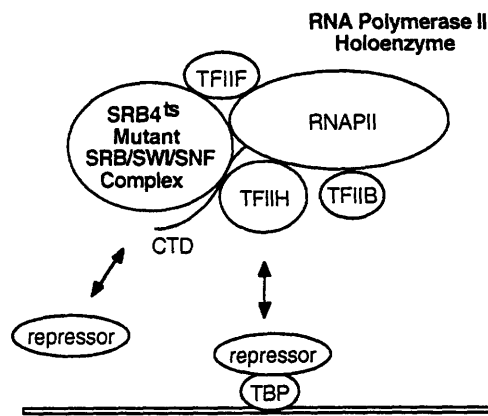 RNA Polymerase II
Holoenzyme
TFIIF
SRB4ts
Mutant
SRB/SWI/SNF
Complex
RNAPII
TFIIH
TFIIB
CTD
repressor
repressor
TBP